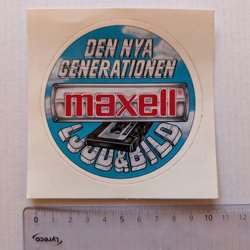 DEN NYA
GENERATIONEN
maxell®
LJUD&BILD
0 1 2 3 4 5 6 7 8 9 10 11 12
Lyreco